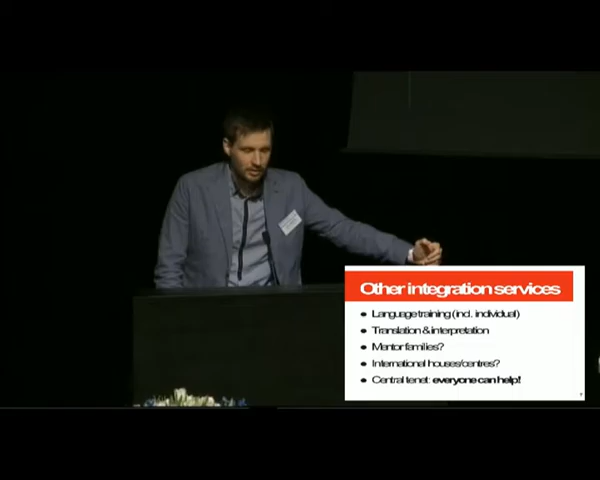 Other integration services
• Language training (incl. individual)
• Translation & interpretation
• Mentor families?
• International houses/centres?
• Central tenet: everyone can help!